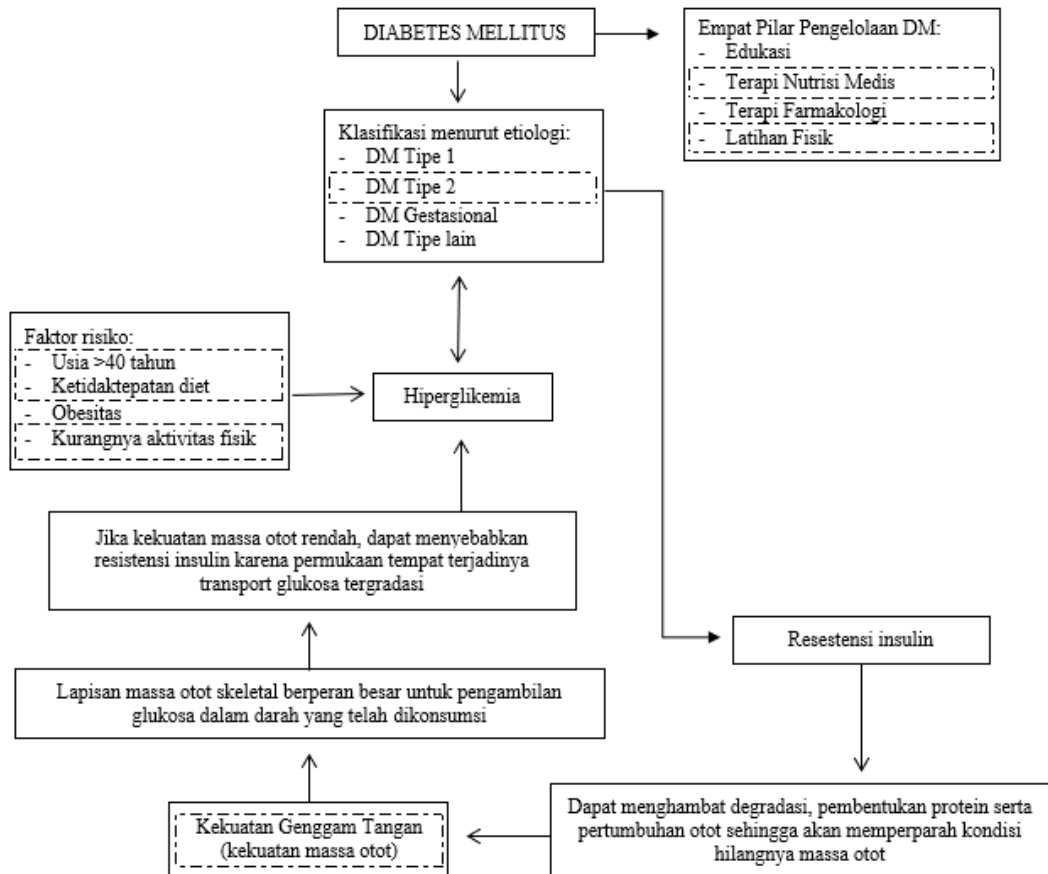 DIABETES MELLITUS
Empat Pilar Pengelolaan DM:
- Edukasi
- Terapi Nutrisi Medis
- Terapi Farmakologi
- Latihan Fisik
Klasifikasi menurut etiologi:
- DM Tipe 1
- DM Tipe 2
- DM Gestasional
- DM Tipe lain
Faktor risiko:
- Usia >40 tahun
- Ketidaktepatan diet
- Obesitas
- Kurangnya aktivitas fisik
Hiperglikemia
Jika kekuatan massa otot rendah, dapat menyebabkan
resistensi insulin karena permukaan tempat terjadinya
transport glukosa tergradasi
Resestensi insulin
Lapisan massa otot skeletal berperan besar untuk pengambilan
glukosa dalam darah yang telah dikonsumsi
Kekuatan Genggam Tangan
(kekuatan massa otot)
Dapat menghambat degradasi, pembentukan protein serta
pertumbuhan otot sehingga akan memperparah kondisi
hilangnya massa otot